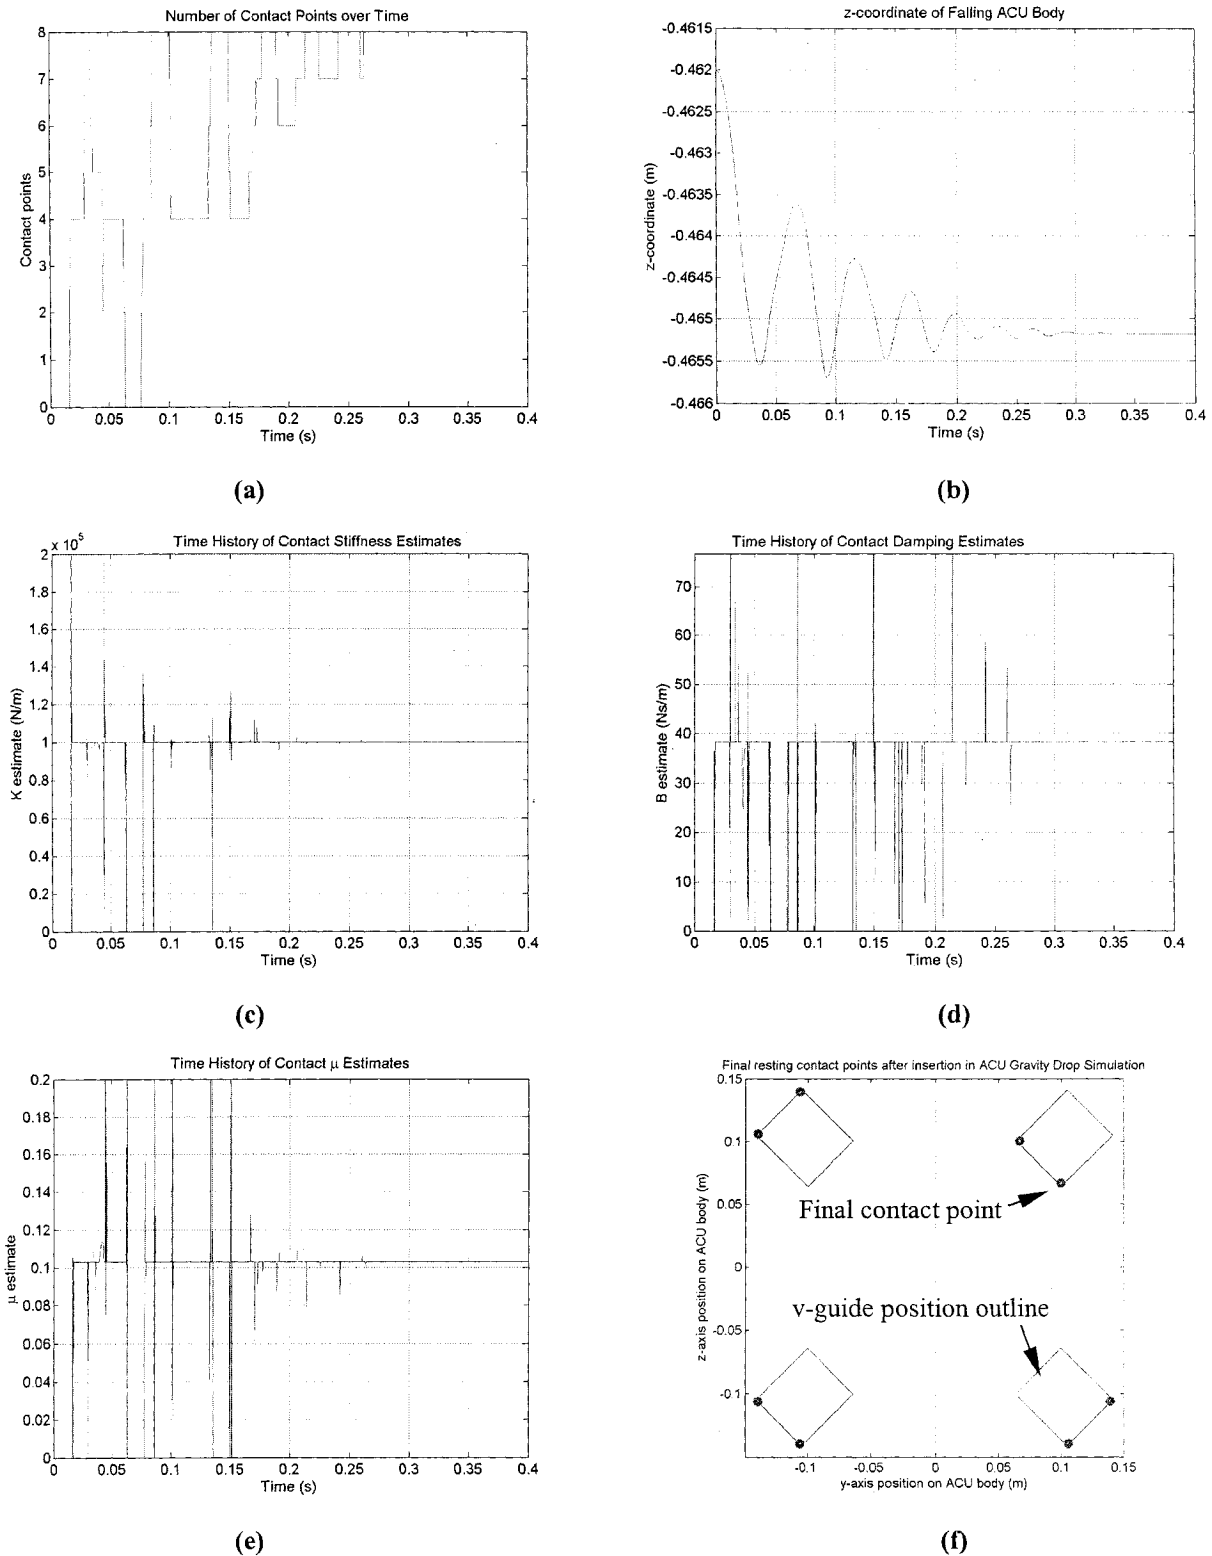 Number of Contact Points over Time
8
7
6
5
4
3
2
1
0
Contact points
0 0.05 0.1 0.15 0.2 0.25 0.3 0.35 0.4
Time (s)
(a)
z-coordinate of Falling ACU Body
-0.4615
-0.462
-0.4625
-0.463
-0.4635
-0.464
-0.4645
-0.465
-0.4655
-0.466
z-coordinate (m)
0 0.05 0.1 0.15 0.2 0.25 0.3 0.35 0.4
Time (s)
(b)
Time History of Contact Stiffness Estimates
x 10⁵
2
1.8
1.6
1.4
1.2
1
0.8
0.6
0.4
0.2
0
K estimate (N/m)
0 0.05 0.1 0.15 0.2 0.25 0.3 0.35 0.4
Time (s)
(c)
Time History of Contact Damping Estimates
70
60
50
40
30
20
10
0
B estimate (Ns/m)
0 0.05 0.1 0.15 0.2 0.25 0.3 0.35 0.4
Time (s)
(d)
Time History of Contact μ Estimates
0.2
0.18
0.16
0.14
0.12
0.1
0.08
0.06
0.04
0.02
0
μ estimate
0 0.05 0.1 0.15 0.2 0.25 0.3 0.35 0.4
Time (s)
(e)
Final resting contact points after insertion in ACU Gravity Drop Simulation
0.15
0.1
0.05
0
-0.05
-0.1
z-axis position on ACU body (m)
Final contact point
v-guide position outline
-0.1 -0.05 0 0.05 0.1 0.15
y-axis position on ACU body (m)
(f)